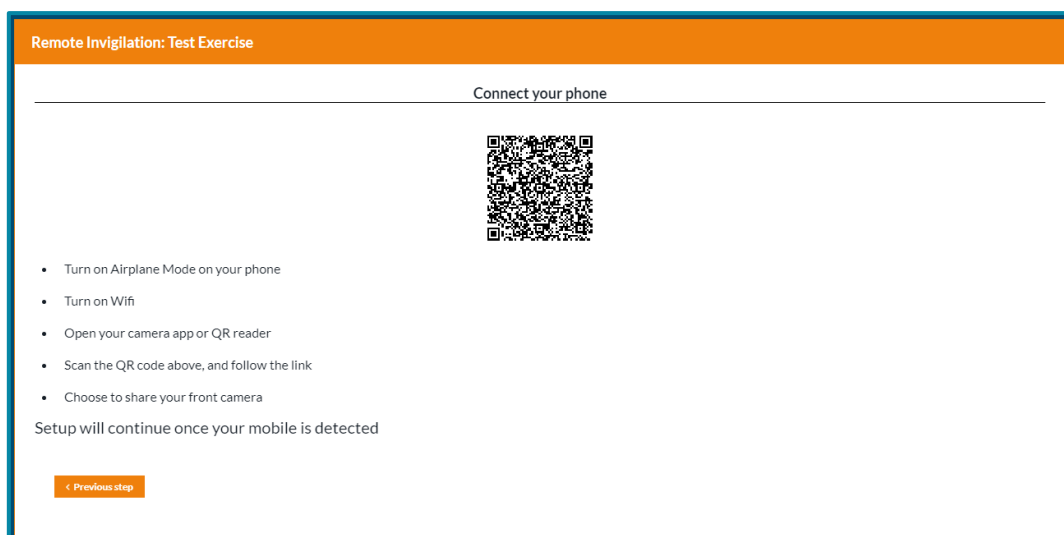 Remote Invigilation: Test Exercise
Connect your phone
• Turn on Airplane Mode on your phone
• Turn on Wifi
• Open your camera app or QR reader
• Scan the QR code above, and follow the link
• Choose to share your front camera
Setup will continue once your mobile is detected
< Previous step